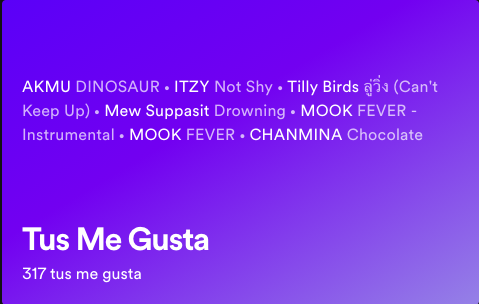 AKMU DINOSAUR • ITZY Not Shy • Tilly Birds ลู่วิ่ง (Can't
Keep Up) • Mew Suppasit Drowning • MOOK FEVER -
Instrumental • MOOK FEVER • CHANMINA Chocolate
Tus Me Gusta
317 tus me gusta